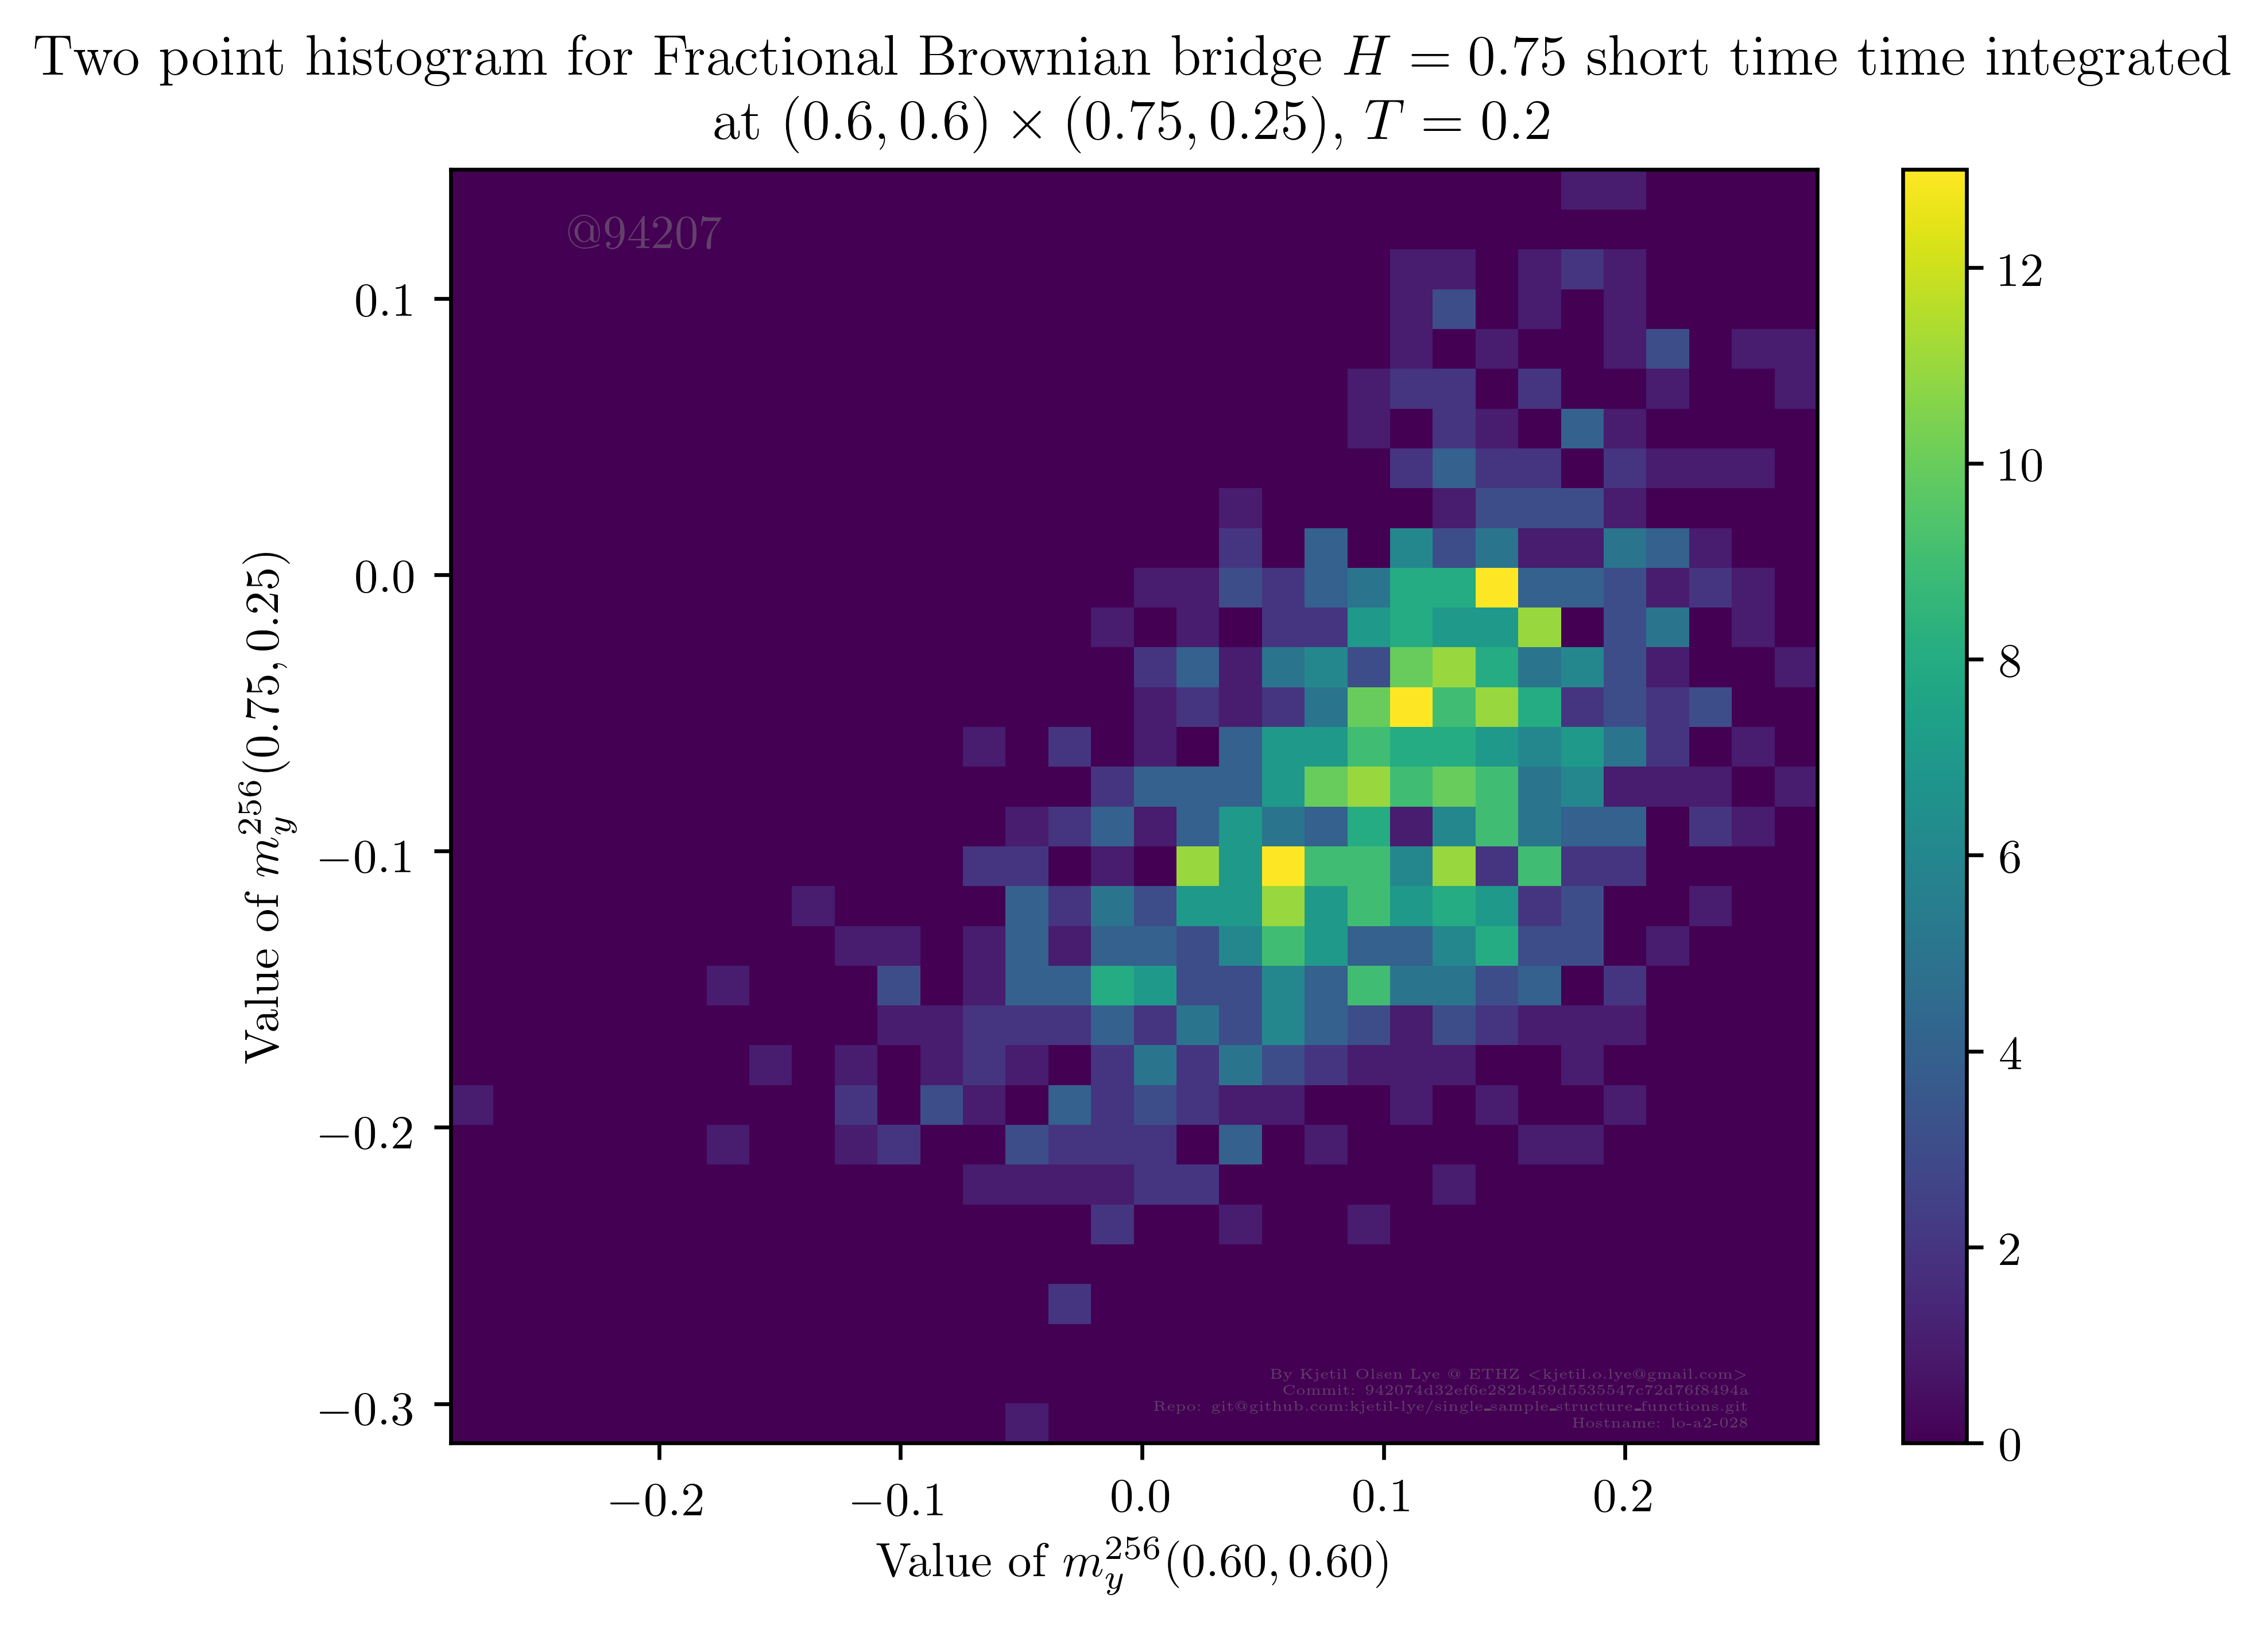 Two point histogram for Fractional Brownian bridge H = 0.75 short time time integrated
at (0.6, 0.6) × (0.75, 0.25), T = 0.2
@94207
Value of m_y^{256}(0.75, 0.25)
0.1
0.0
−0.1
−0.2
−0.3
12
10
8
6
4
2
0
By Kjetil Olsen Lye @ ETHZ <kjetil.o.lye@gmail.com>
Commit: 942074d32ef6e282b459d5535547c72d76f8494a
Repo: git@github.com:kjetil-lye/single_sample_structure_functions.git
Hostname: lo-a2-028
−0.2 −0.1 0.0 0.1 0.2
Value of m_y^{256}(0.60, 0.60)